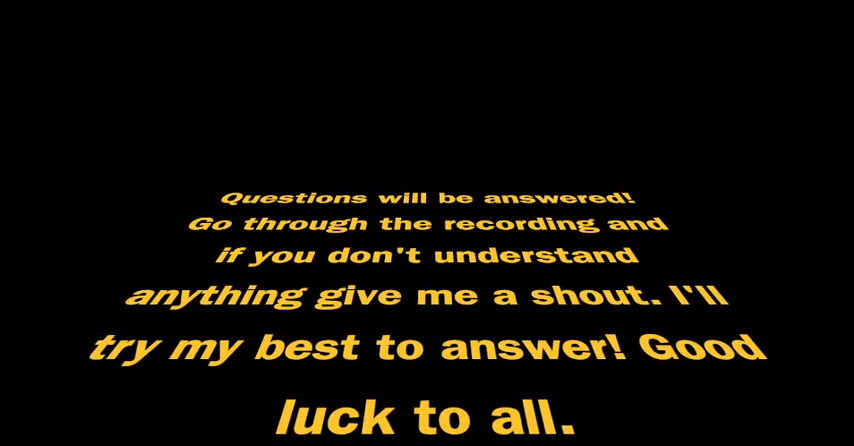 Questions will be answered!
Go through the recording and
if you don't understand
anything give me a shout. I'll
try my best to answer! Good
luck to all.